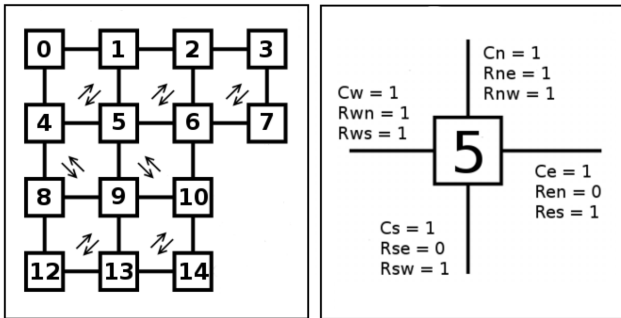 0 1 2 3
4 5 6 7
8 9 10
12 13 14
Cn = 1
Rne = 1
Rnw = 1
Cw = 1
Rwn = 1
Rws = 1
5
Ce = 1
Ren = 0
Res = 1
Cs = 1
Rse = 0
Rsw = 1